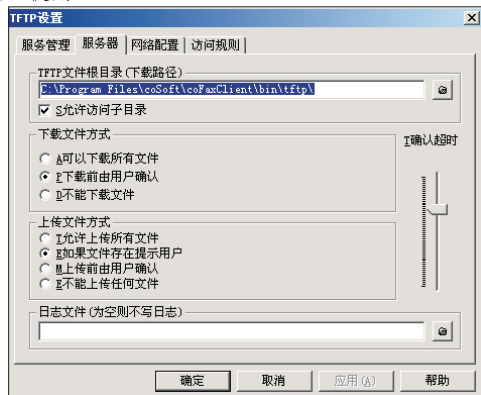 TFTP设置
服务管理 服务器 网络配置 访问规则
TFTP文件根目录(下载路径)
C:\Program Files\coSoft\coFaxClient\bin\tftp\
S允许访问子目录
下载文件方式
A可以下载所有文件
P下载前由用户确认
D不能下载文件
T确认超时
上传文件方式
I允许上传所有文件
E如果文件存在提示用户
M上传前由用户确认
E不能上传任何文件
日志文件(为空则不写日志)
确定 取消 应用(A) 帮助